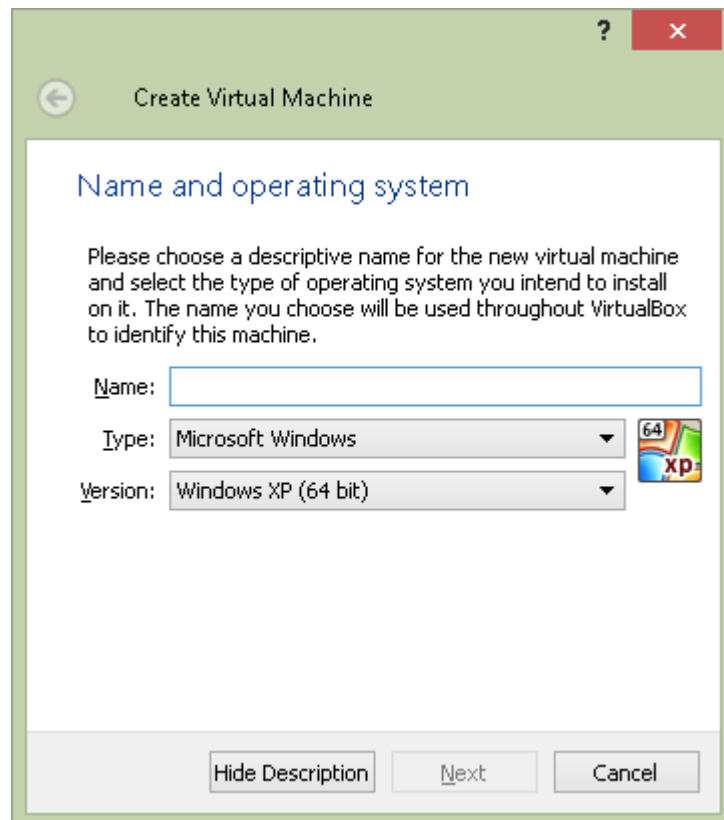 ?
Create Virtual Machine
Name and operating system
Please choose a descriptive name for the new virtual machine
and select the type of operating system you intend to install
on it. The name you choose will be used throughout VirtualBox
to identify this machine.
Name:
Type: Microsoft Windows 64 xp
Version: Windows XP (64 bit)
Hide Description Next Cancel